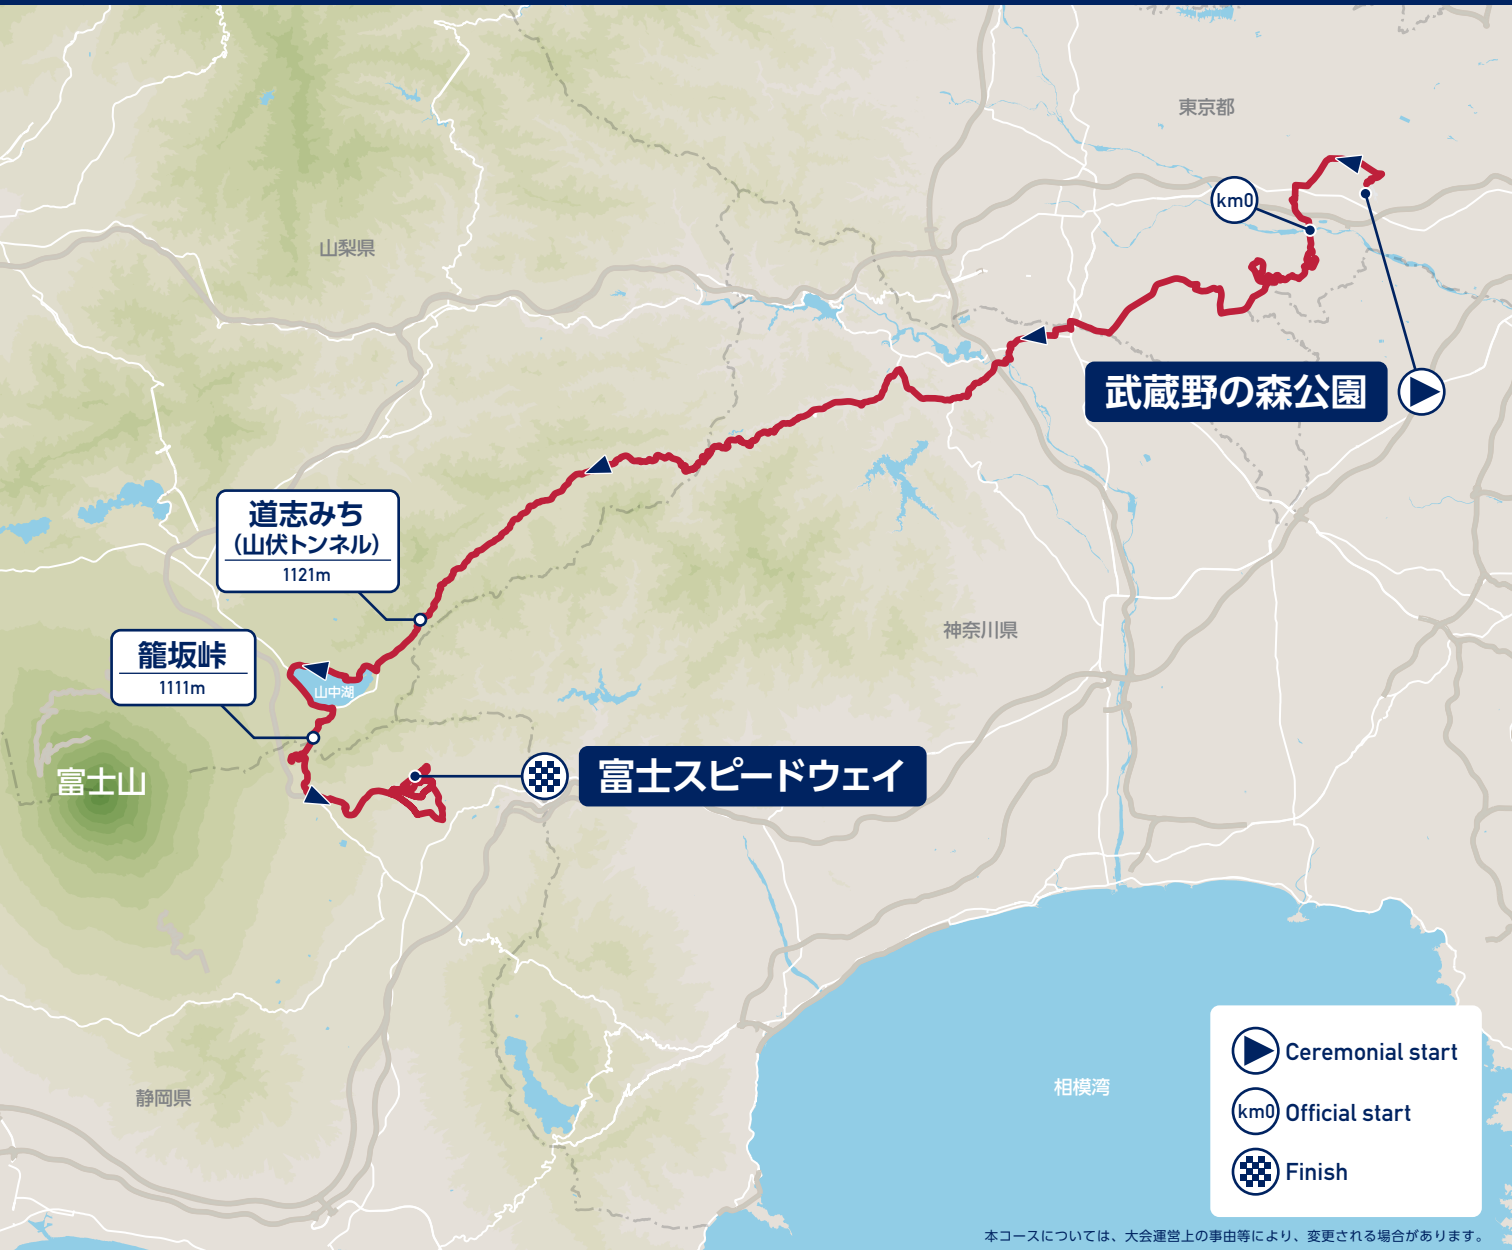 東京都
km0
山梨県
武蔵野の森公園
道志みち
（山伏トンネル）
1121m
神奈川県
籠坂峠
1111m
山中湖
富士山
富士スピードウェイ
Ceremonial start
相模湾
静岡県
km0 Official start
Finish
本コースについては、大会運営上の事由等により、変更される場合があります。